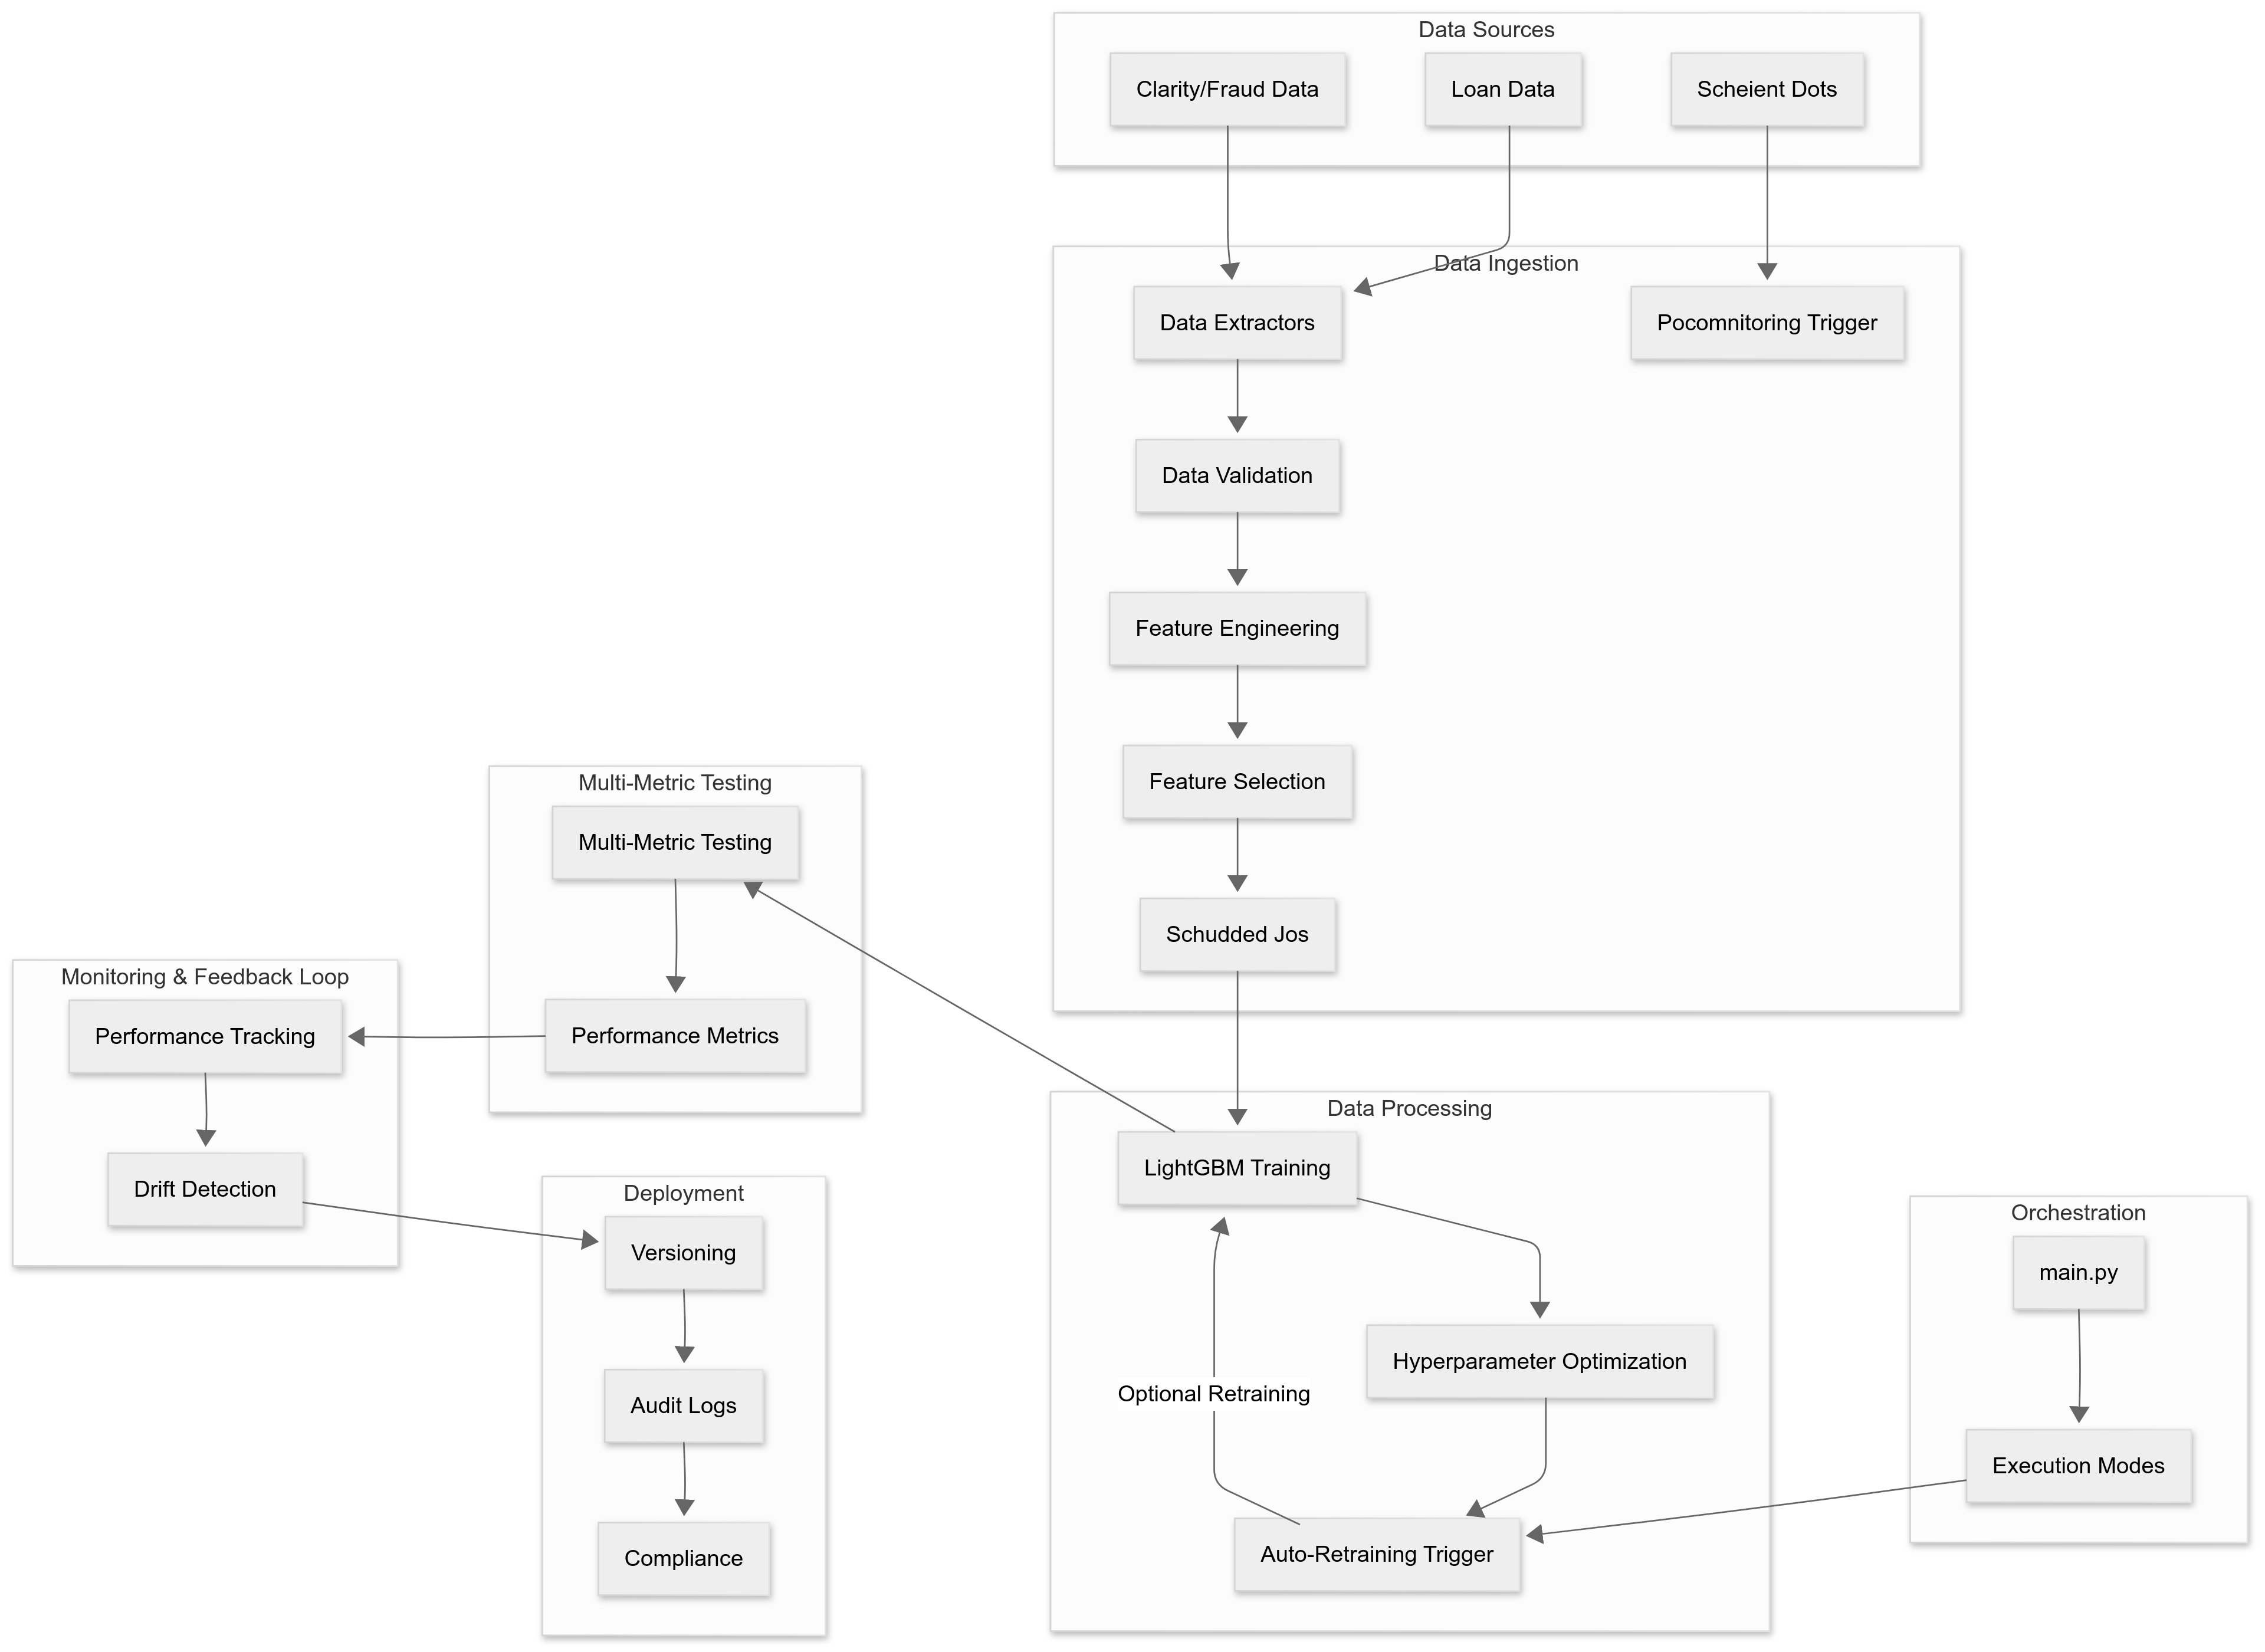 Data Sources
Clarity/Fraud Data
Loan Data
Scheient Dots
Data Ingestion
Data Extractors
Pocomnitoring Trigger
Data Validation
Feature Engineering
Feature Selection
Schudded Jos
Multi-Metric Testing
Multi-Metric Testing
Performance Metrics
Monitoring & Feedback Loop
Performance Tracking
Drift Detection
Deployment
Versioning
Audit Logs
Compliance
Data Processing
LightGBM Training
Hyperparameter Optimization
Optional Retraining
Auto-Retraining Trigger
Orchestration
main.py
Execution Modes